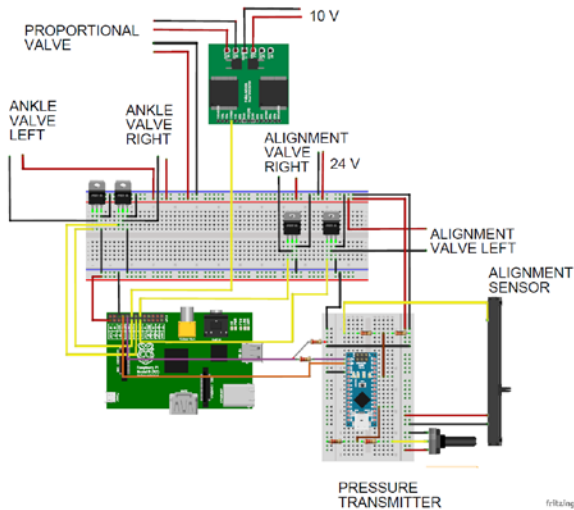 PROPORTIONAL
VALVE
10 V
ANKLE
VALVE
LEFT
ANKLE
VALVE
RIGHT
ALIGNMENT
VALVE
RIGHT
24 V
ALIGNMENT
VALVE LEFT
ALIGNMENT
SENSOR
PRESSURE
TRANSMITTER
fritzing